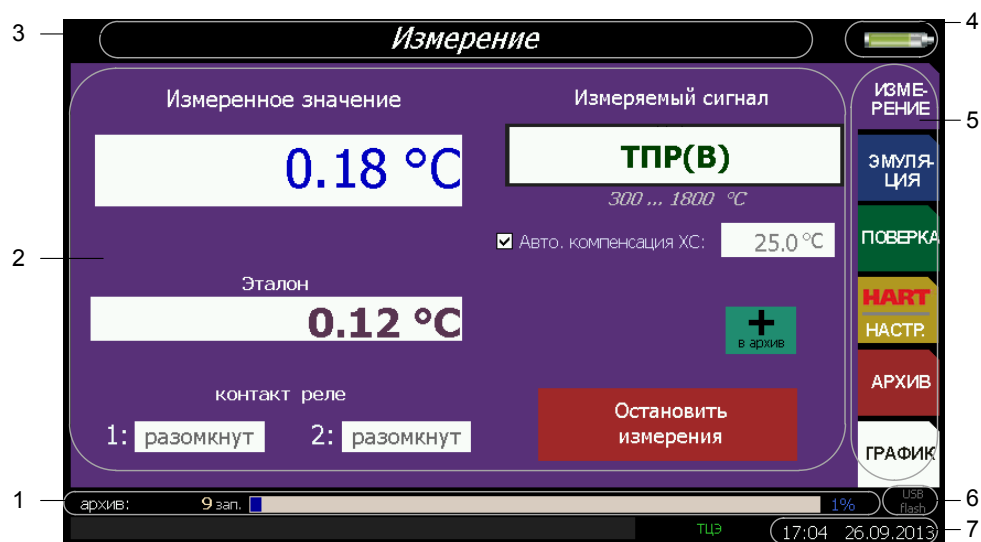 3
Измерение
4
Измеренное значение
0.18 °C
Измеряемый сигнал
ТПР(В)
300 ... 1800 °C
Авто. компенсация ХС: 25.0 °C
2
Эталон
0.12 °C
+
в архив
контакт реле
1: разомкнут 2: разомкнут
Остановить
измерения
ИЗМЕ-
РЕНИЕ
5
ЭМУЛЯ-
ЦИЯ
ПОВЕРКА
HART
НАСТР.
АРХИВ
ГРАФИК
1
архив: 9 зап. 1%
USB
flash
6
ТЦЭ
17:04 26.09.2013
7